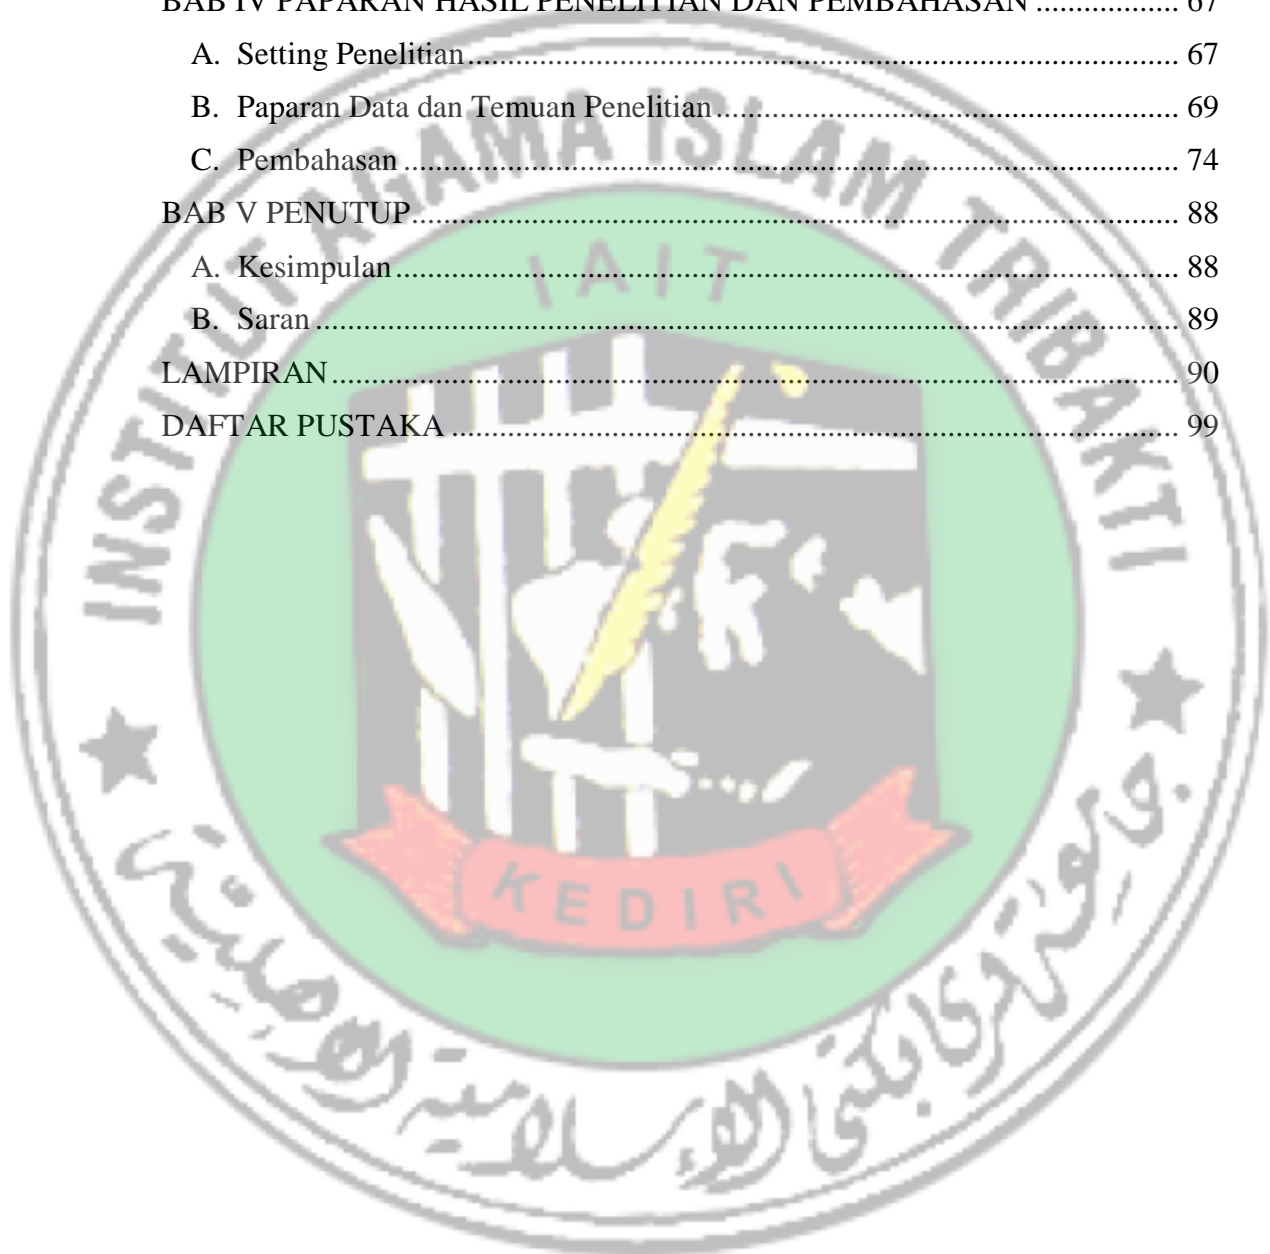 BAB IV PAPARAN HASIL PENELITIAN DAN PEMBAHASAN .................. 67
A. Setting Penelitian .................. 67
B. Paparan Data dan Temuan Penelitian .................. 69
C. Pembahasan .................. 74
BAB V PENUTUP .................. 88
A. Kesimpulan .................. 88
B. Saran .................. 89
LAMPIRAN .................. 90
DAFTAR PUSTAKA .................. 99
INSTITUT AGAMA ISLAM TRIBAKTI
IAIT
KEDIRI